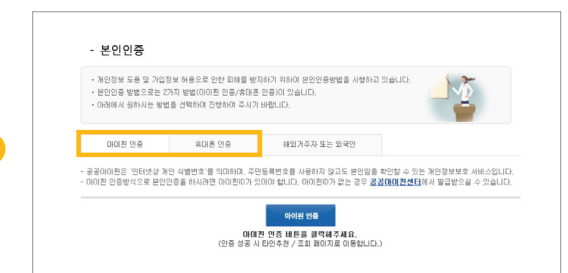 - 본인인증
• 개인정보 도용 및 가입정보 허용으로 인한 피해를 방지하기 위하여 본인인증방법을 시행하고 있습니다.
• 본인인증 방법으로는 2가지 방법(아이핀 인증/휴대폰 인증)이 있습니다.
• 아래에서 원하시는 방법을 선택하여 진행하여 주시기 바랍니다.
아이핀 인증 휴대폰 인증 해외거주자 또는 외국인
- 공공아이핀은 '인터넷상 개인 식별번호'를 의미하며, 주민등록번호를 사용하지 않고도 본인임을 확인할 수 있는 개인정보보호 서비스입니다.
- 아이핀 인증방식으로 본인인증을 하시려면 아이핀ID가 있어야 합니다. 아이핀ID가 없는 경우 공공아이핀센터에서 발급받으실 수 있습니다.
아이핀 인증
아이핀 인증 버튼을 클릭해주세요.
(인증 성공 시 타인추천 / 조회 페이지로 이동합니다.)